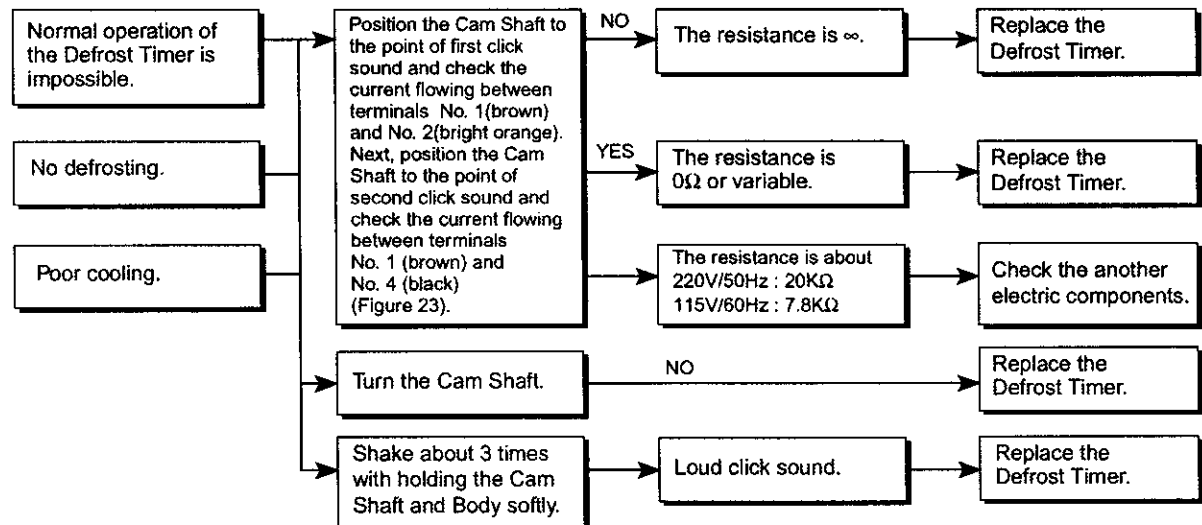 Normal operation of
the Defrost Timer is
impossible.
No defrosting.
Poor cooling.
Position the Cam Shaft to
the point of first click
sound and check the
current flowing between
terminals No. 1(brown)
and No. 2(bright orange).
Next, position the Cam
Shaft to the point of
second click sound and
check the current flowing
between terminals
No. 1 (brown) and
No. 4 (black)
(Figure 23).
NO
The resistance is ∞.
Replace the
Defrost Timer.
YES
The resistance is
0Ω or variable.
Replace the
Defrost Timer.
The resistance is about
220V/50Hz : 20KΩ
115V/60Hz : 7.8KΩ
Check the another
electric components.
Turn the Cam Shaft.
NO
Replace the
Defrost Timer.
Shake about 3 times
with holding the Cam
Shaft and Body softly.
Loud click sound.
Replace the
Defrost Timer.